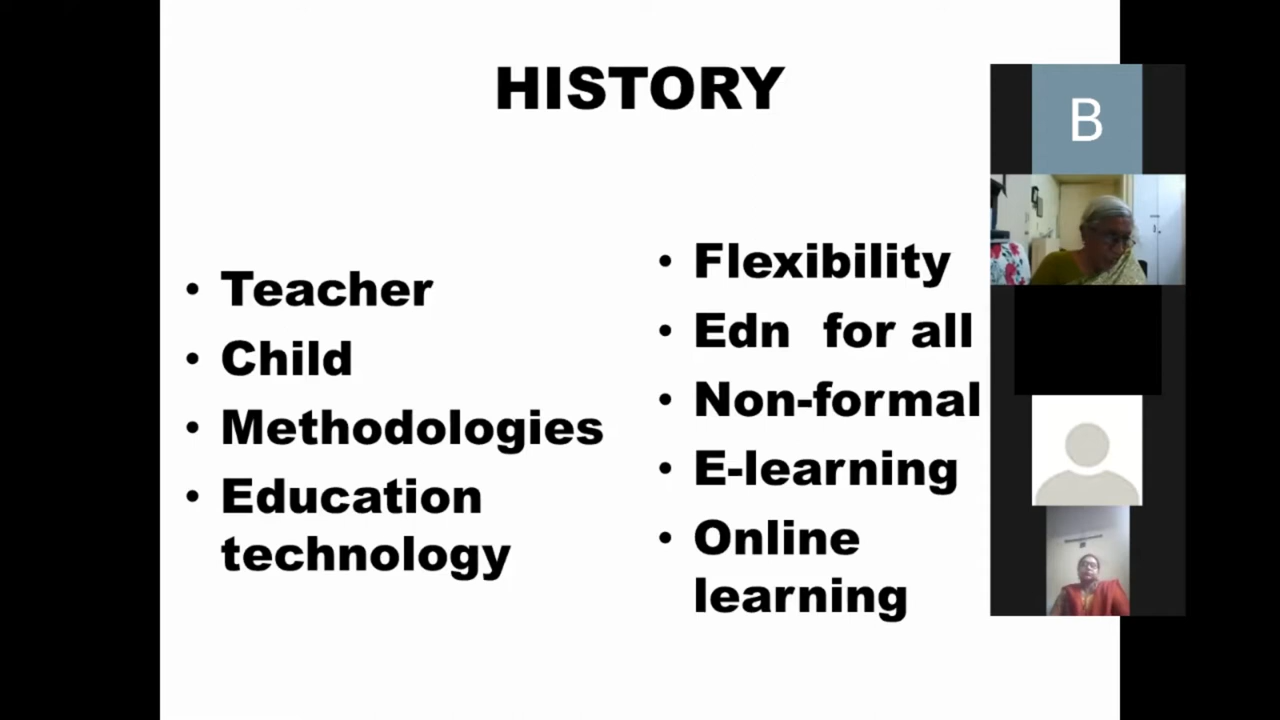 HISTORY
• Teacher
• Child
• Methodologies
• Education
technology
• Flexibility
• Edn for all
• Non-formal
• E-learning
• Online
learning
B